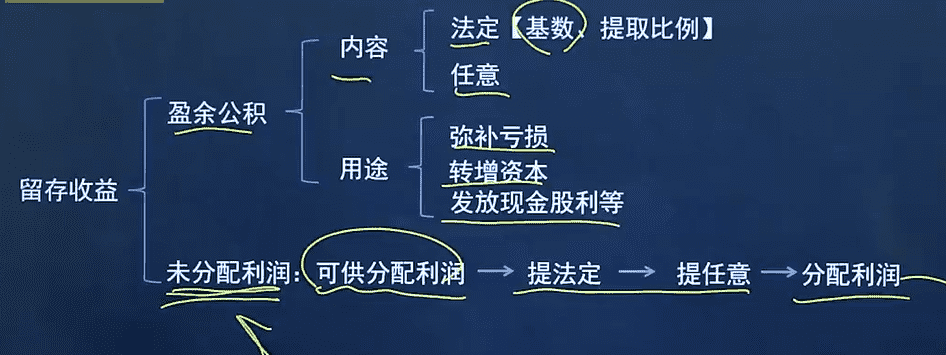 内容
法定【基数、提取比例】
任意
盈余公积
用途
弥补亏损
转增资本
发放现金股利等
留存收益
未分配利润：可供分配利润→提法定→提任意→分配利润